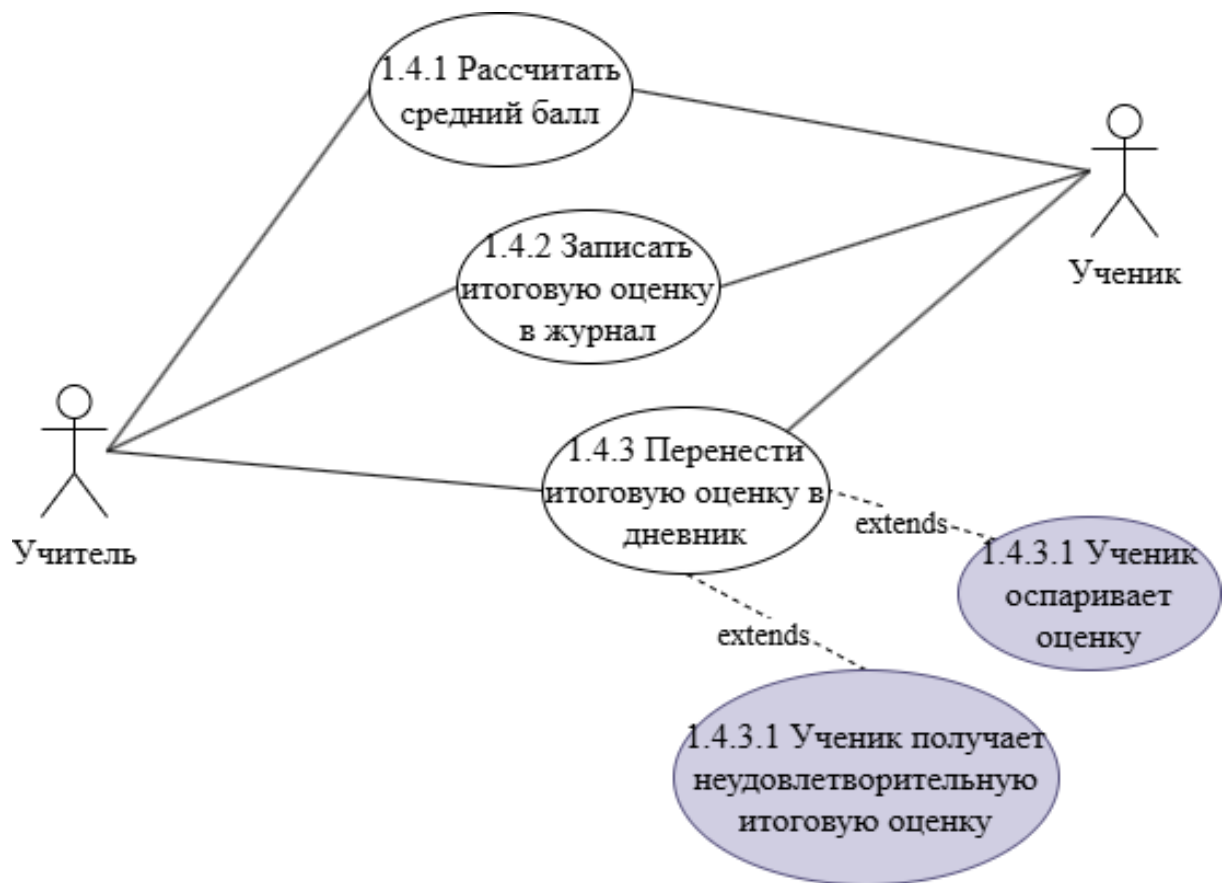 1.4.1 Рассчитать
средний балл
1.4.2 Записать
итоговую оценку
в журнал
Ученик
1.4.3 Перенести
итоговую оценку в
дневник
Учитель
extends
1.4.3.1 Ученик
оспаривает
оценку
extends
1.4.3.1 Ученик получает
неудовлетворительную
итоговую оценку